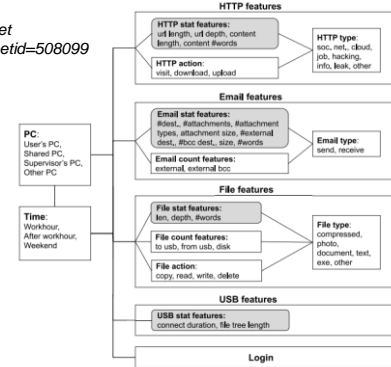 et
etid=508099
PC:
User's PC,
Shared PC,
Supervisor's PC,
Other PC
Time:
Workhour,
After workhour,
Weekend
HTTP features
HTTP stat features:
url length, url depth, content
length, content #words
HTTP action:
visit, download, upload
HTTP type:
soc, net,, cloud,
job, hacking,
info, leak, other
Email features
Email stat features:
#dest,, #attachments, #attachment
types, attachment size, #external
dest,, #bcc dest,, size, #words
Email count features:
external, external bcc
Email type:
send, receive
File features
File stat features:
len, depth, #words
File count features:
to usb, from usb, disk
File action:
copy, read, write, delete
File type:
compressed,
photo,
document, text,
exe, other
USB features
USB stat features:
connect duration, file tree length
Login